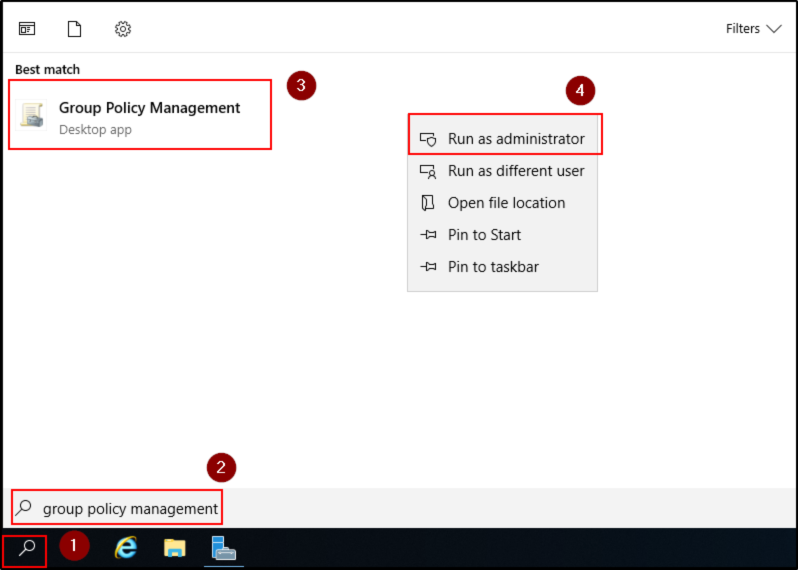 Filters
Best match
3
Group Policy Management
Desktop app
4
Run as administrator
Run as different user
Open file location
Pin to Start
Pin to taskbar
2
group policy management
1